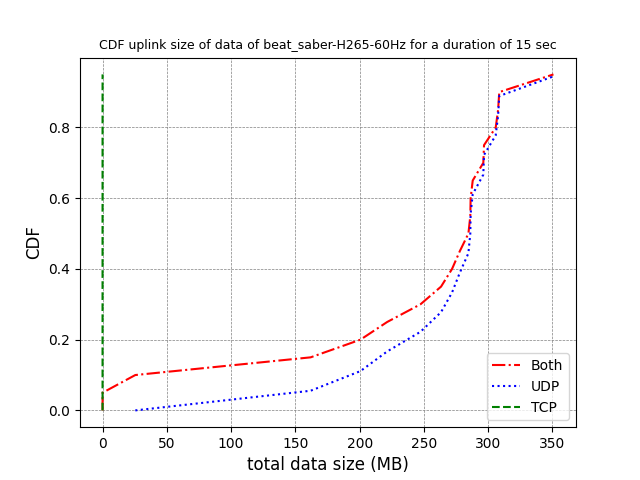 CDF uplink size of data of beat_saber-H265-60Hz for a duration of 15 sec
CDF
0.8
0.6
0.4
0.2
0.0
Both
UDP
TCP
0 50 100 150 200 250 300 350
total data size (MB)